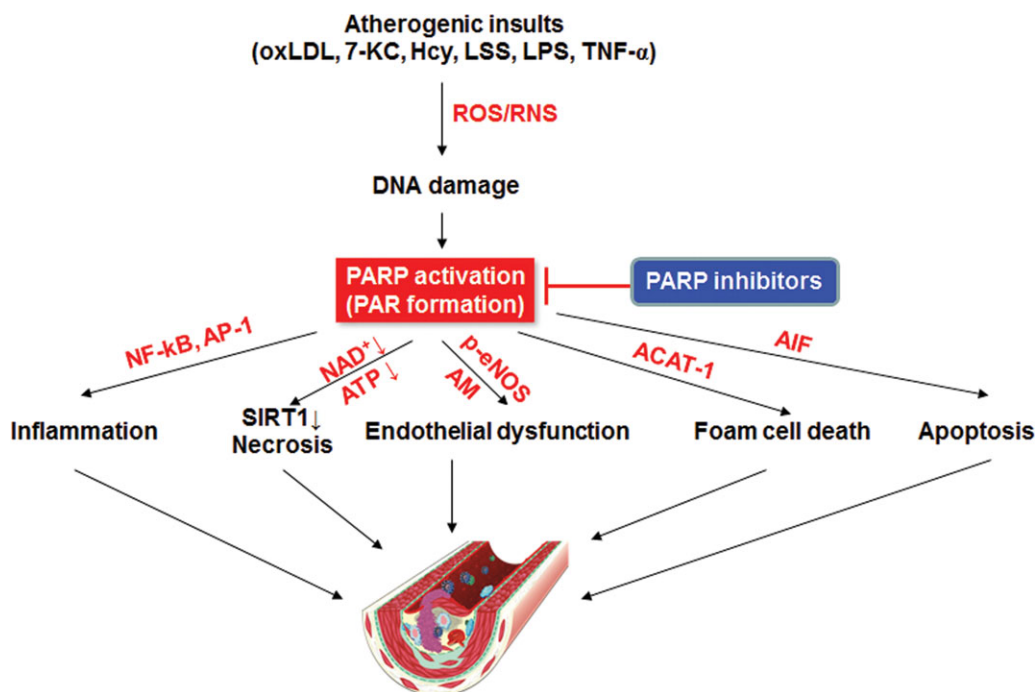 Atherogenic insults
(oxLDL, 7-KC, Hcy, LSS, LPS, TNF-α)
ROS/RNS
DNA damage
PARP activation
(PAR formation)
PARP inhibitors
NF-kB, AP-1
NAD⁺↓
ATP↓
p-eNOS
AM
ACAT-1
AIF
Inflammation
SIRT1↓
Necrosis
Endothelial dysfunction
Foam cell death
Apoptosis